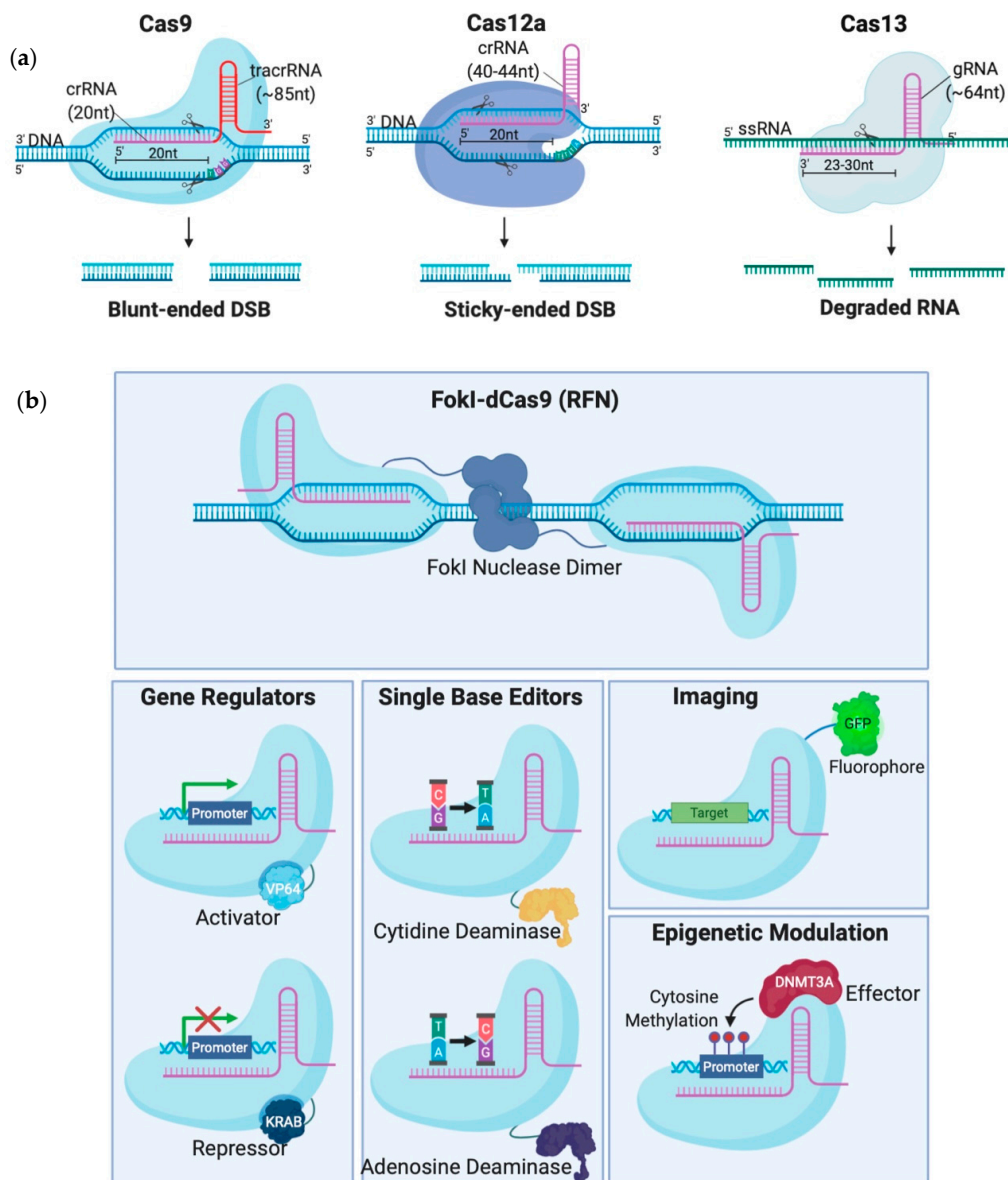 (a)
Cas9
crRNA
(20nt)
tracrRNA
(~85nt)
3'
DNA
5'
5'
20nt
3'
5'
3'
Blunt-ended DSB
Cas12a
crRNA
(40-44nt)
3'
DNA
5'
5'
20nt
3'
5'
3'
Sticky-ended DSB
Cas13
gRNA
(~64nt)
ssRNA
3'
5'
23-30nt
Degraded RNA
(b)
FokI-dCas9 (RFN)
FokI Nuclease Dimer
Gene Regulators
Promoter
VP64
Activator
Promoter
KRAB
Repressor
Single Base Editors
C
G
T
A
Cytidine Deaminase
T
A
C
G
Adenosine Deaminase
Imaging
GFP
Fluorophore
Target
Epigenetic Modulation
DNMT3A
Effector
Cytosine
Methylation
Promoter